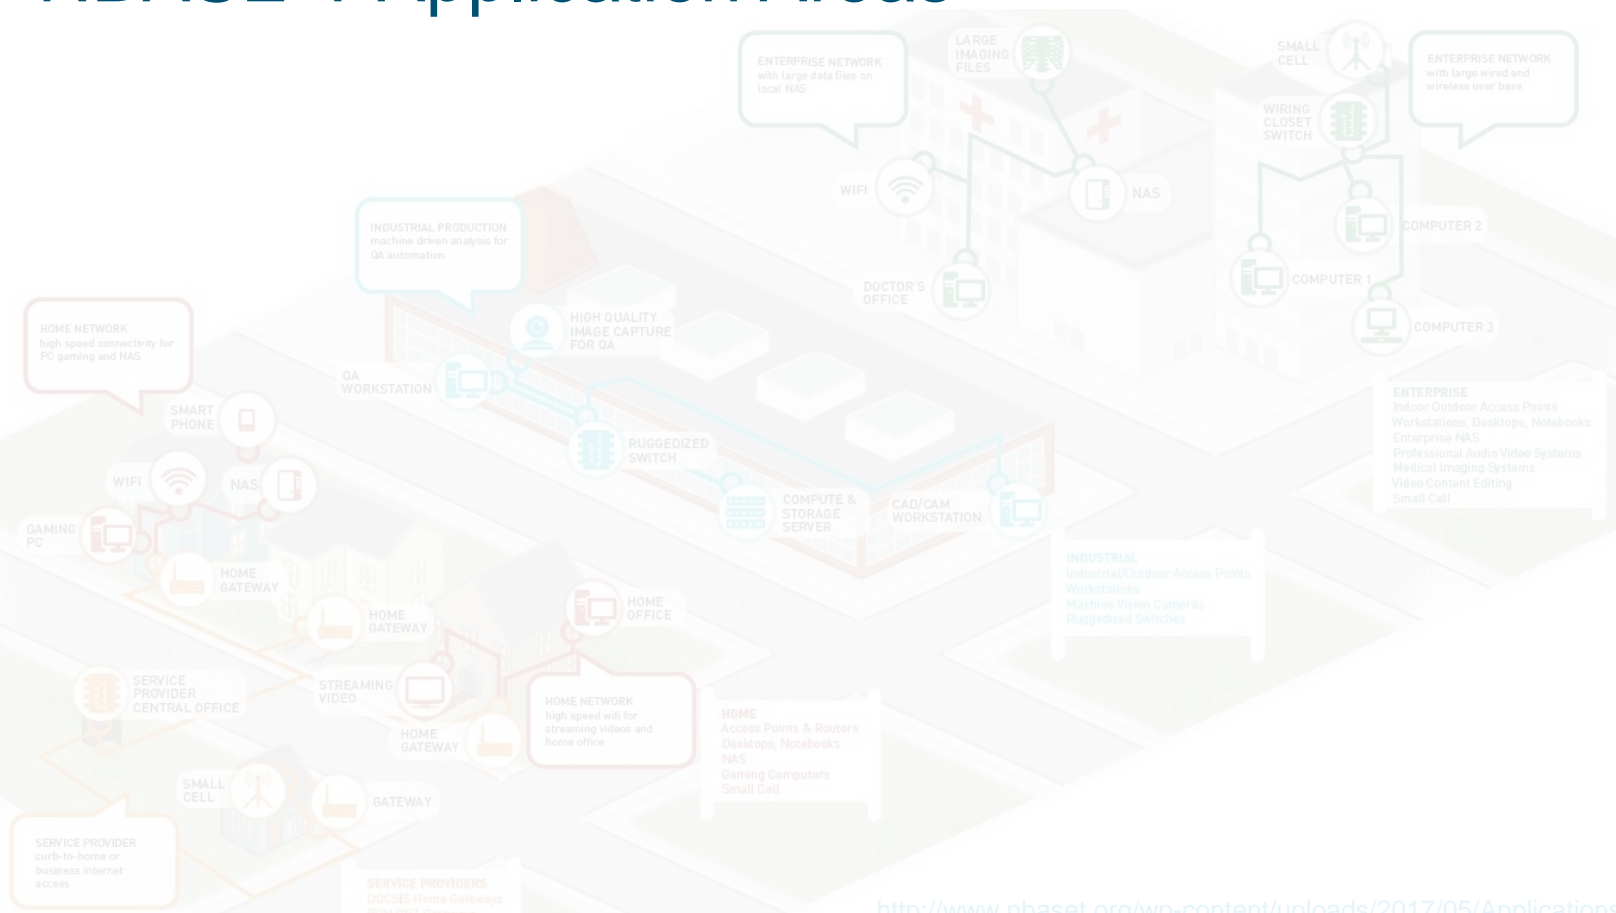 Application Areas
LARGE
IMAGING
FILES
ENTERPRISE NETWORK
with large data files on
local NAS
SMALL
CELL
ENTERPRISE NETWORK
with large wired and
wireless user base
WIRING
CLOSET
SWITCH
WIFI
NAS
COMPUTER 2
DOCTOR'S
OFFICE
COMPUTER 1
COMPUTER 3
INDUSTRIAL PRODUCTION
machine driven analysis for
QA automation
HIGH QUALITY
IMAGE CAPTURE
FOR QA
QA
WORKSTATION
RUGGEDIZED
SWITCH
COMPUTE &
STORAGE
SERVER
CAD/CAM
WORKSTATION
HOME NETWORK
high speed connectivity for
PC gaming and NAS
SMART
PHONE
WIFI
NAS
GAMING
PC
HOME
GATEWAY
HOME
GATEWAY
HOME
OFFICE
SERVICE
PROVIDER
CENTRAL OFFICE
STREAMING
VIDEO
HOME
GATEWAY
HOME NETWORK
high speed wifi for
streaming videos and
home office
SMALL
CELL
GATEWAY
SERVICE PROVIDER
curb-to-home or
business internet
access
ENTERPRISE
Indoor Outdoor Access Points
Workstations, Desktops, Notebooks
Enterprise NAS
Professional Audio Video Systems
Medical Imaging Systems
Video Content Editing
Small Cell
INDUSTRIAL
Industrial/Outdoor Access Points
Workstations
Machine Vision Cameras
Ruggedized Switches
HOME
Access Points & Routers
Desktops, Notebooks
NAS
Gaming Computers
Small Cell
SERVICE PROVIDERS
DOCSIS Home Gateways
http://www.nbaset.org/wp-content/uploads/2017/05/Applications